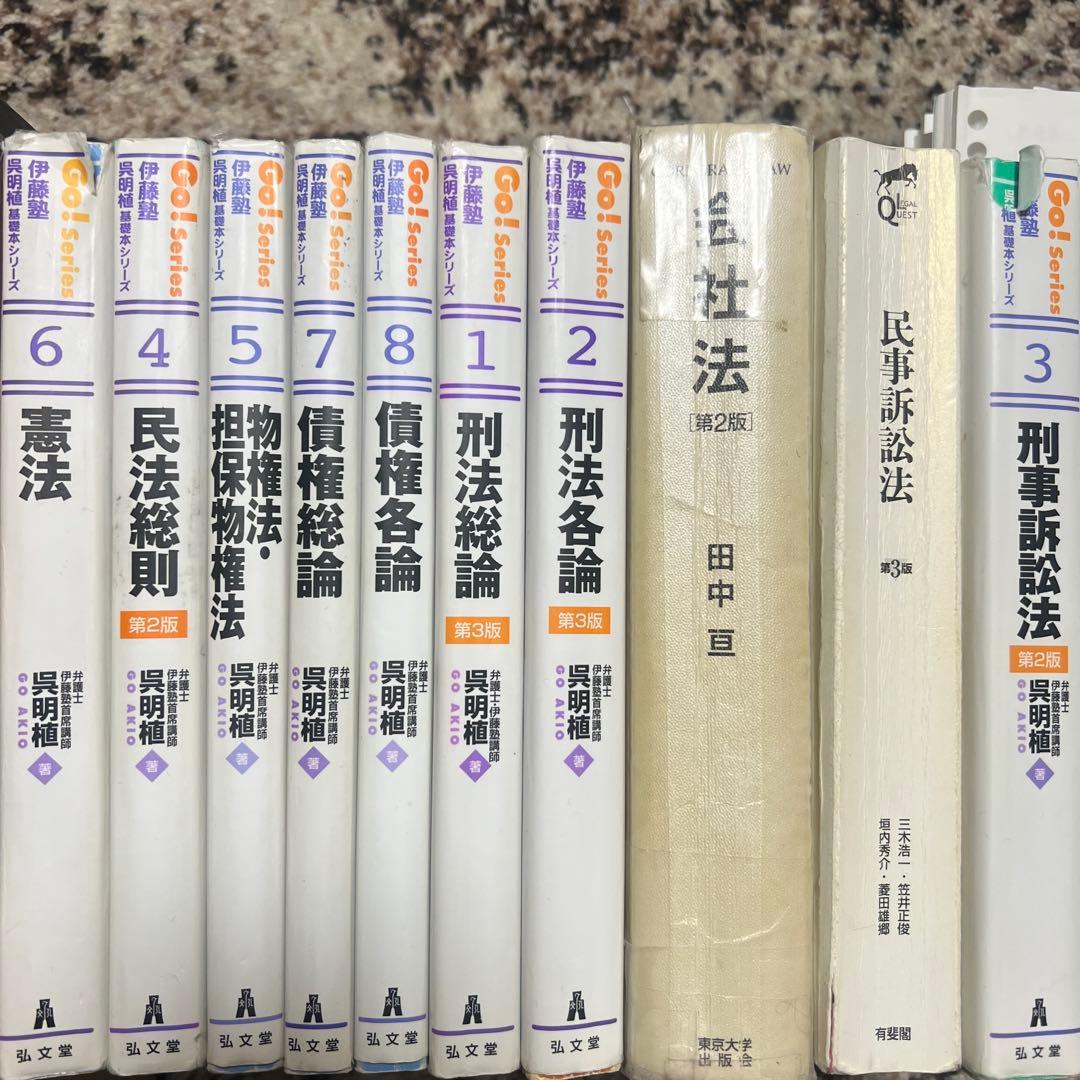 Go! Series
伊藤塾
呉明植基礎本シリーズ
6
憲法
弁護士
伊藤塾首席講師
呉明植
GO AKIO
著
弘文堂
Go! Series
伊藤塾
呉明植基礎本シリーズ
4
民法総則
第2版
弁護士
伊藤塾首席講師
呉明植
GO AKIO
著
弘文堂
Go! Series
伊藤塾
呉明植基礎本シリーズ
5
物権法・
担保物権法
弁護士
伊藤塾首席講師
呉明植
GO AKIO
著
弘文堂
Go! Series
伊藤塾
呉明植基礎本シリーズ
7
債権総論
弁護士
伊藤塾首席講師
呉明植
GO AKIO
著
弘文堂
Go! Series
伊藤塾
呉明植基礎本シリーズ
8
債権各論
弁護士
伊藤塾首席講師
呉明植
GO AKIO
著
弘文堂
Go! Series
伊藤塾
呉明植基礎本シリーズ
1
刑法総論
第3版
弁護士・伊藤塾講師
呉明植
GO AKIO
著
弘文堂
Go! Series
伊藤塾
呉明植基礎本シリーズ
2
刑法各論
第3版
弁護士
伊藤塾首席講師
呉明植
GO AKIO
著
弘文堂
会社法
[第2版]
田中 亘
東京大学
出版会
LEGAL
QUEST
民事訴訟法
第3版
三木浩一・笠井正俊
垣内秀介・菱田雄郷
有斐閣
Go! Series
塾
基礎本シリーズ
3
刑事訴訟法
第2版
弁護士
伊藤塾首席講師
呉明植
GO AKIO
著
弘文堂